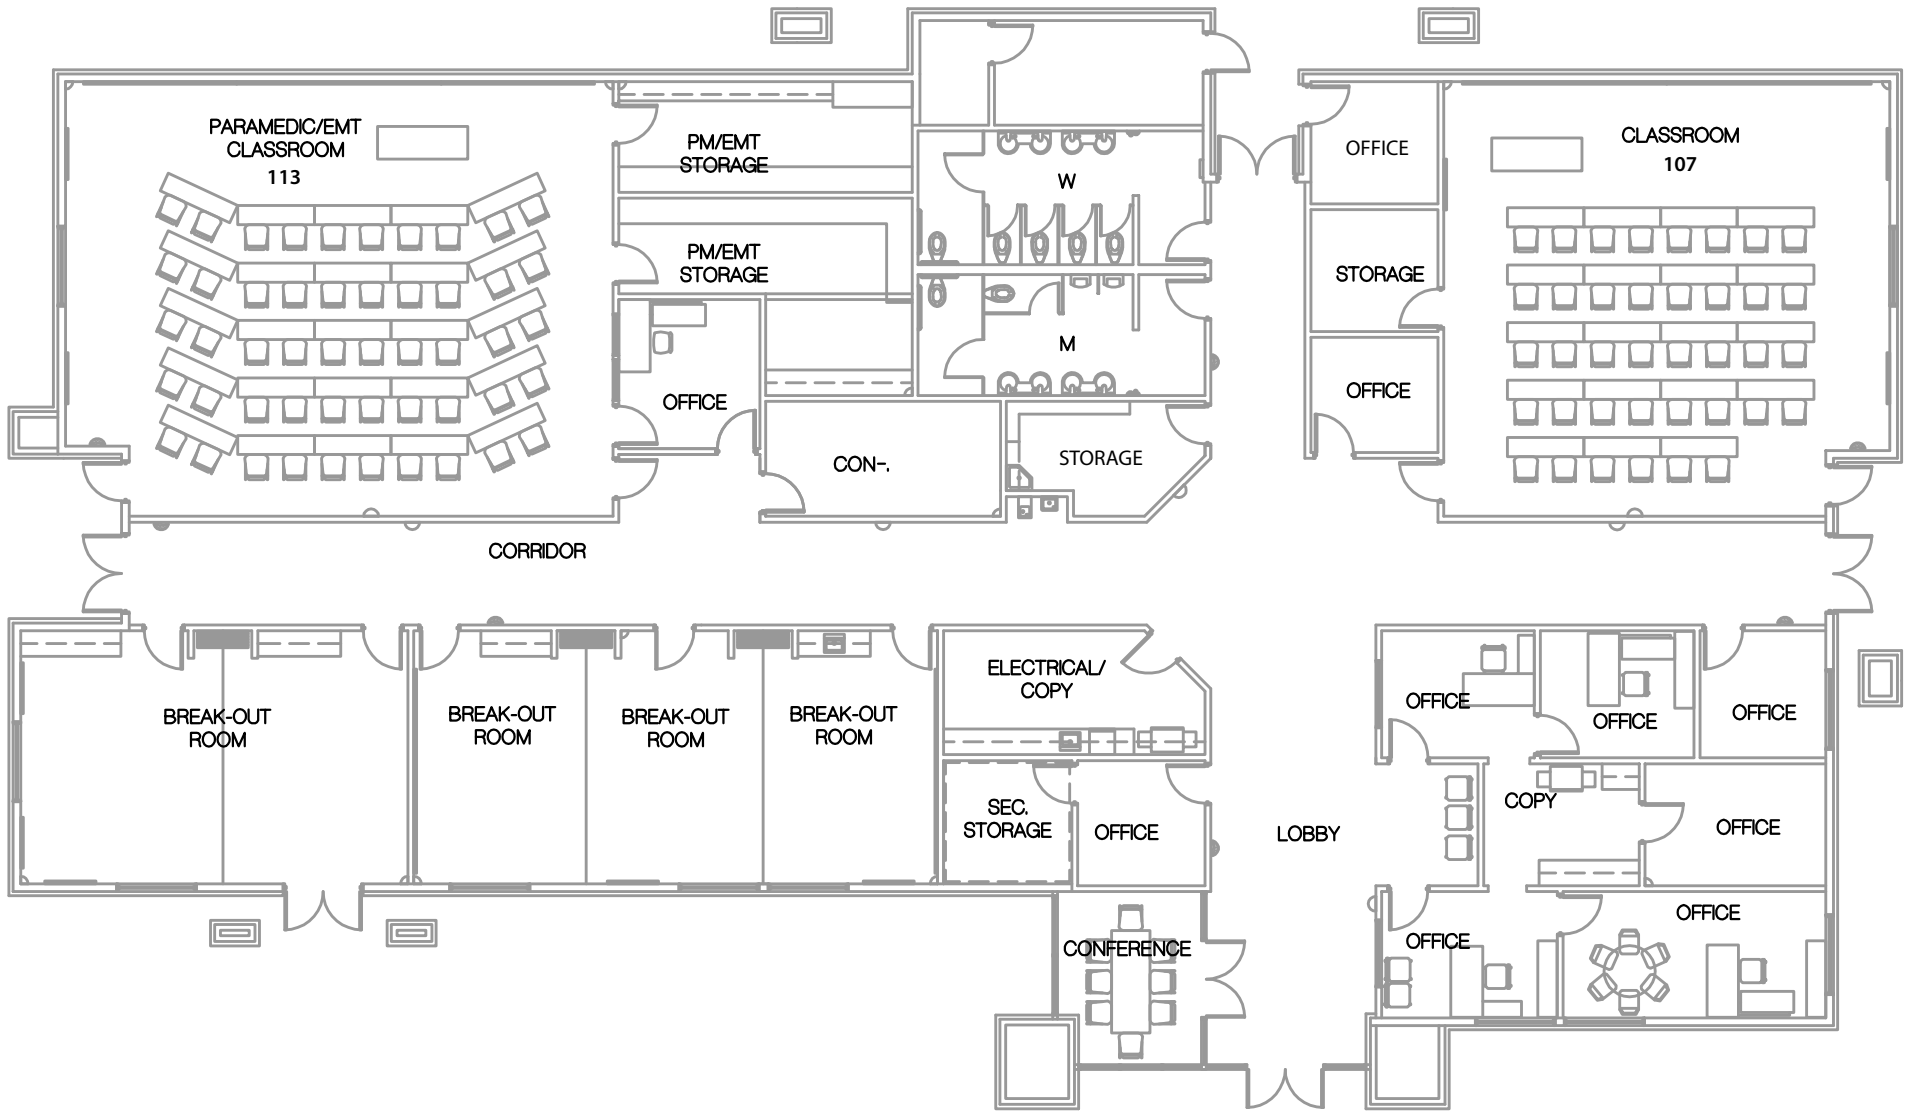 PARAMEDIC/EMT
CLASSROOM
113
PM/EMT
STORAGE
W
OFFICE
CLASSROOM
107
PM/EMT
STORAGE
STORAGE
M
OFFICE
OFFICE
CON-.
STORAGE
CORRIDOR
BREAK-OUT
ROOM
BREAK-OUT
ROOM
BREAK-OUT
ROOM
BREAK-OUT
ROOM
ELECTRICAL/
COPY
OFFICE
OFFICE
OFFICE
SEC.
STORAGE
OFFICE
LOBBY
COPY
OFFICE
CONFERENCE
OFFICE
OFFICE